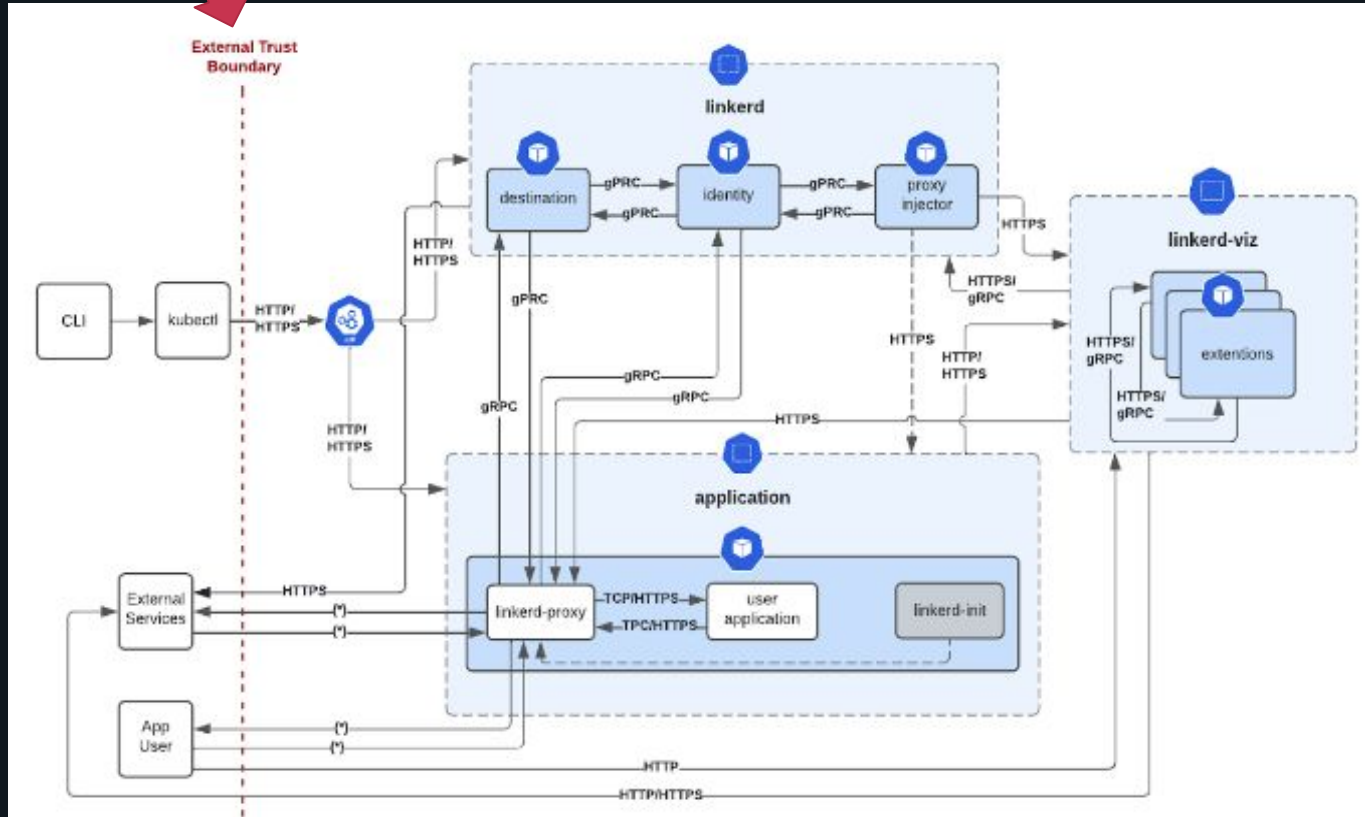 External Trust
Boundary
linkerd
destination
gPRC
gPRC
identity
gPRC
gPRC
proxy
injector
HTTPS
linkerd-viz
HTTP/
HTTPS
HTTPS/
gRPC
CLI
kubectl
HTTP/
HTTPS
gPRC
HTTPS
HTTP/
HTTPS
HTTPS/
gRPC
extentions
HTTPS/
gRPC
gRPC
gRPC
gRPC
HTTPS
HTTP/
HTTPS
application
External
Services
HTTPS
(*)
(*)
linkerd-proxy
TCP/HTTPS
TPC/HTTPS
user
application
linkerd-init
App
User
(*)
(*)
HTTP
HTTP/HTTPS